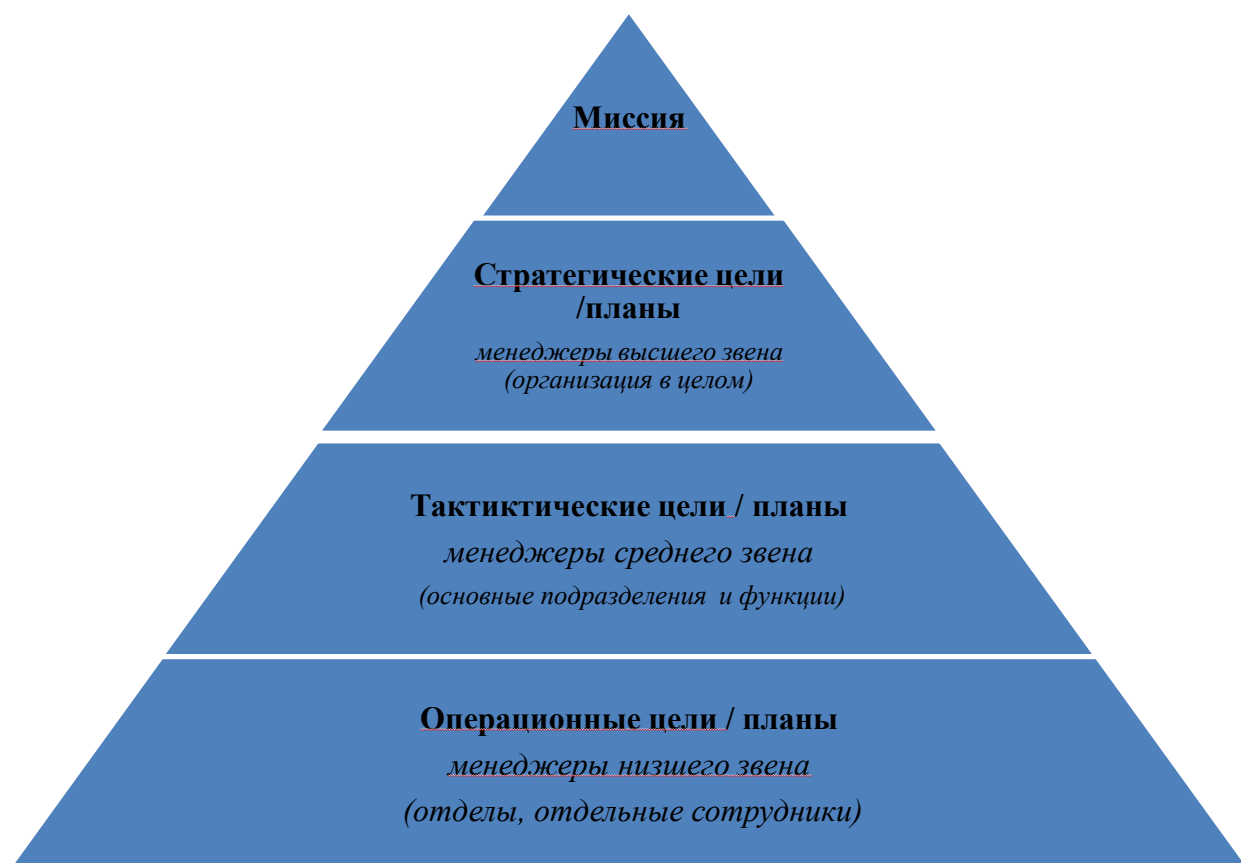 Миссия
Стратегические цели
/планы
менеджеры высшего звена
(организация в целом)
Тактиктические цели / планы
менеджеры среднего звена
(основные подразделения и функции)
Операционные цели / планы
менеджеры низшего звена
(отделы, отдельные сотрудники)